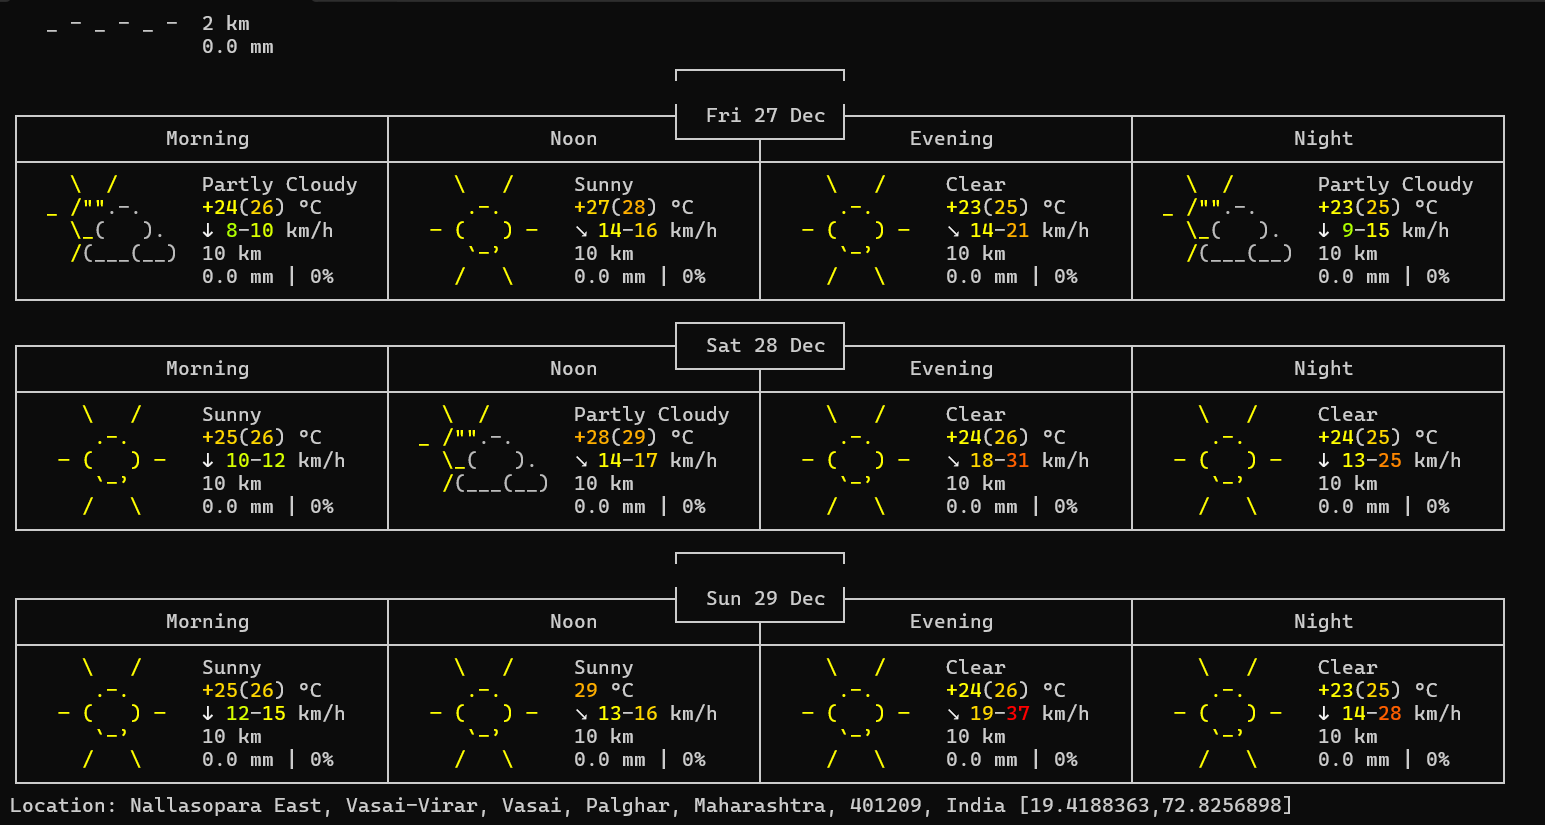 _ - _ - _ -  2 km
0.0 mm
Fri 27 Dec
Morning Noon Evening Night
\  / Partly Cloudy \   / Sunny \   / Clear \  / Partly Cloudy
_ /"".-. +24(26) °C .-. +27(28) °C .-. +23(25) °C _ /"".-. +23(25) °C
\_(   ). ↓ 8-10 km/h - (   ) - ↘ 14-16 km/h - (   ) - ↘ 14-21 km/h \_(   ). ↓ 9-15 km/h
/(___(__) 10 km `-’ 10 km `-’ 10 km /(___(__) 10 km
0.0 mm | 0% /   \ 0.0 mm | 0% /   \ 0.0 mm | 0% 0.0 mm | 0%
Sat 28 Dec
Morning Noon Evening Night
\   / Sunny \  / Partly Cloudy \   / Clear \   / Clear
.-. +25(26) °C _ /"".-. +28(29) °C .-. +24(26) °C .-. +24(25) °C
- (   ) - ↓ 10-12 km/h \_(   ). ↘ 14-17 km/h - (   ) - ↘ 18-31 km/h - (   ) - ↓ 13-25 km/h
`-’ 10 km /(___(__) 10 km `-’ 10 km `-’ 10 km
/   \ 0.0 mm | 0% 0.0 mm | 0% /   \ 0.0 mm | 0% /   \ 0.0 mm | 0%
Sun 29 Dec
Morning Noon Evening Night
\   / Sunny \   / Sunny \   / Clear \   / Clear
.-. +25(26) °C .-. 29 °C .-. +24(26) °C .-. +23(25) °C
- (   ) - ↓ 12-15 km/h - (   ) - ↘ 13-16 km/h - (   ) - ↘ 19-37 km/h - (   ) - ↓ 14-28 km/h
`-’ 10 km `-’ 10 km `-’ 10 km `-’ 10 km
/   \ 0.0 mm | 0% /   \ 0.0 mm | 0% /   \ 0.0 mm | 0% /   \ 0.0 mm | 0%
Location: Nallasopara East, Vasai-Virar, Vasai, Palghar, Maharashtra, 401209, India [19.4188363,72.8256898]